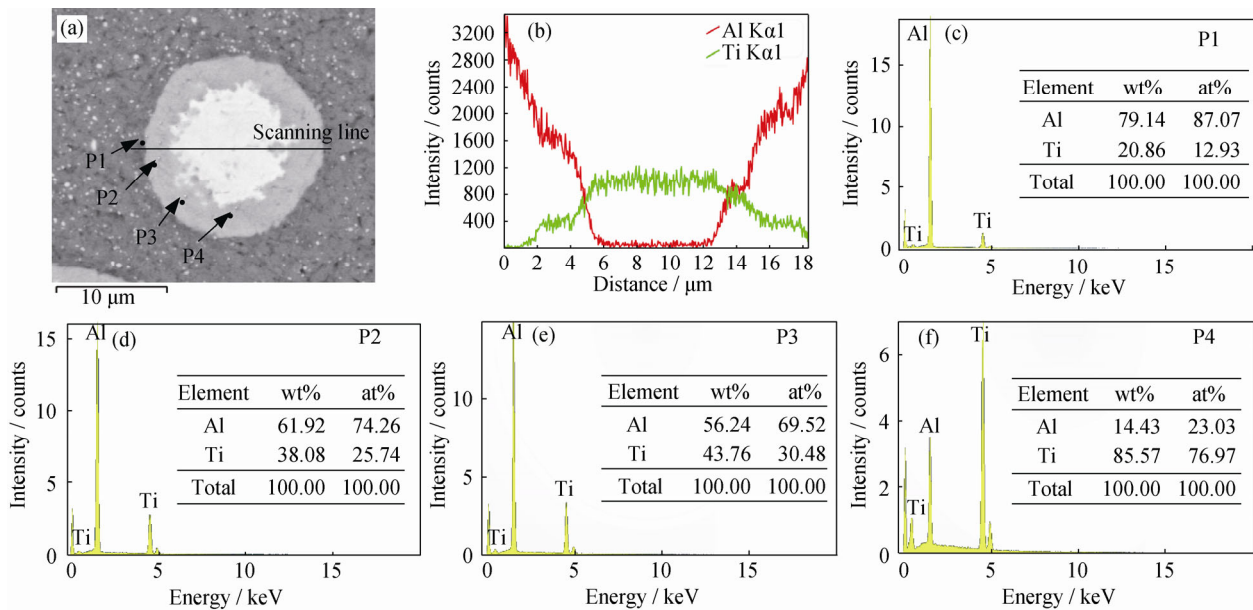 (a)
Scanning line
P1
P2
P3
P4
10 μm
(b)
Al Kα1
Ti Kα1
3200
2800
2400
2000
1600
1200
800
400
0 2 4 6 8 10 12 14 16 18
Distance / μm
Intensity / counts
(c)
P1
Al
Ti
Ti
Element wt% at%
Al 79.14 87.07
Ti 20.86 12.93
Total 100.00 100.00
15
10
5
0
0 5 10 15 20
Energy / keV
Intensity / counts
(d)
P2
Al
Ti
Ti
Element wt% at%
Al 61.92 74.26
Ti 38.08 25.74
Total 100.00 100.00
15
10
5
0
0 5 10 15 20
Energy / keV
Intensity / counts
(e)
P3
Al
Ti
Ti
Element wt% at%
Al 56.24 69.52
Ti 43.76 30.48
Total 100.00 100.00
10
5
0
0 5 10 15 20
Energy / keV
Intensity / counts
(f)
P4
Ti
Al
Ti
Element wt% at%
Al 14.43 23.03
Ti 85.57 76.97
Total 100.00 100.00
6
4
2
0
0 5 10 15 20
Energy / keV
Intensity / counts